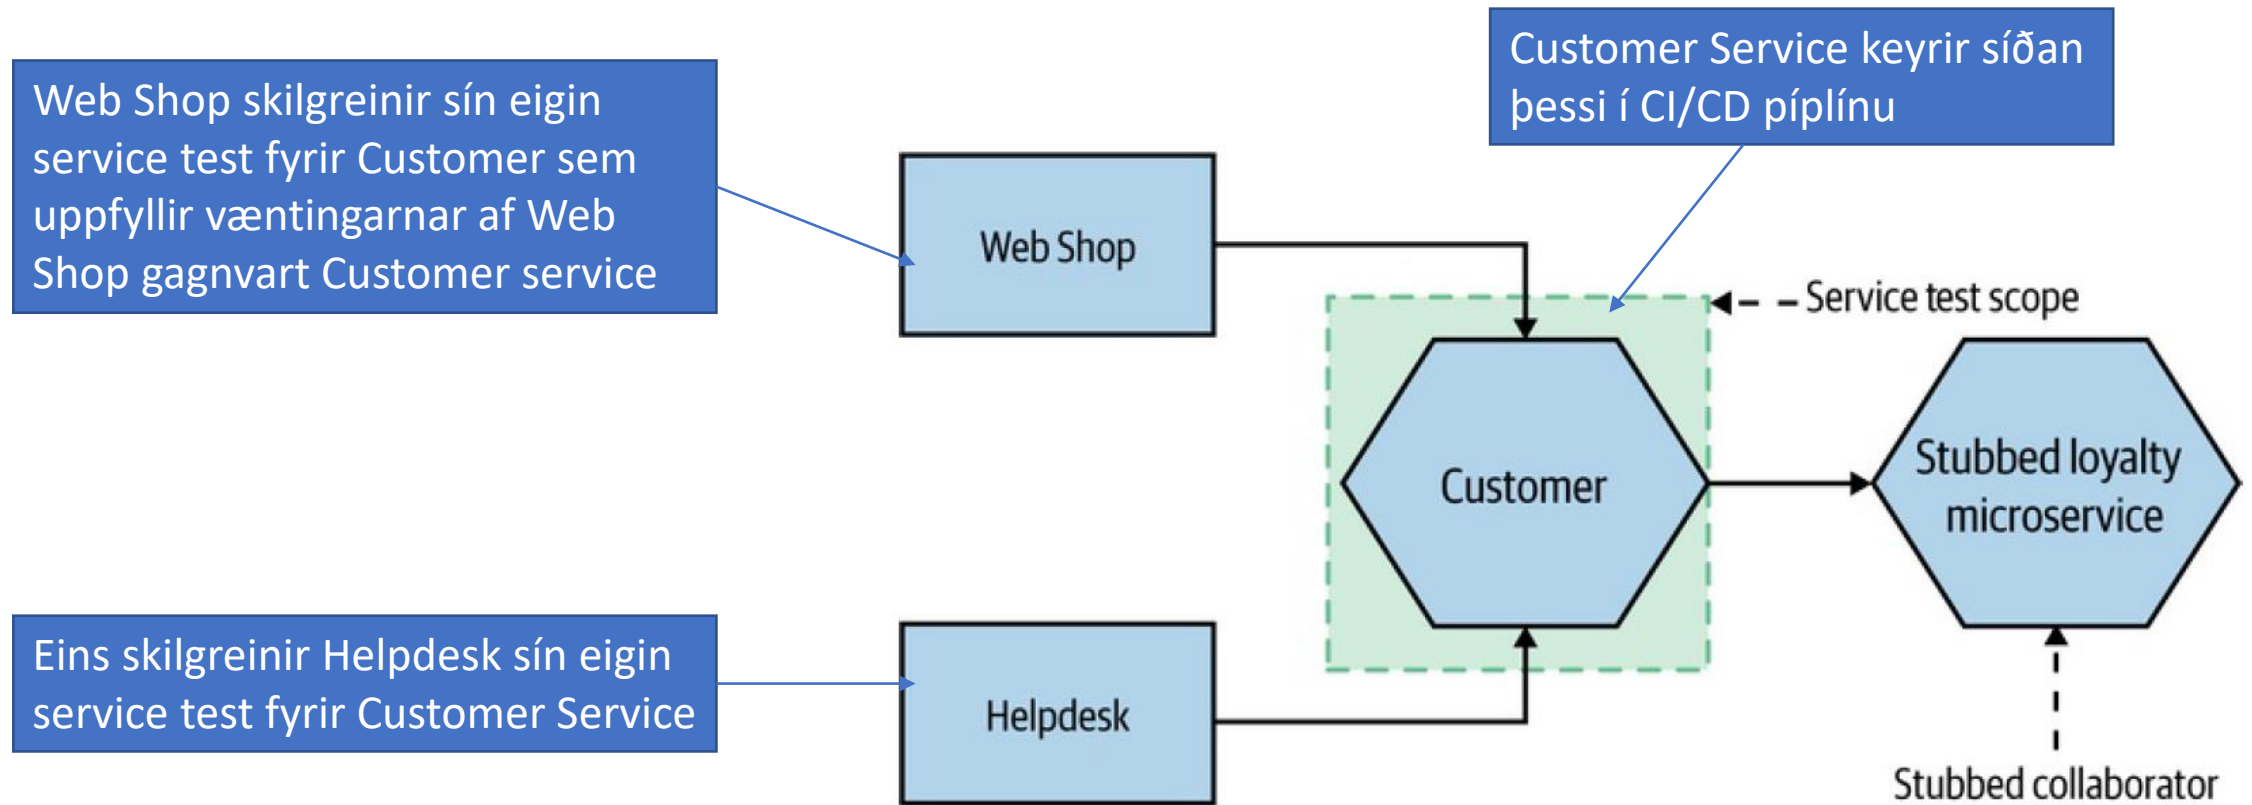 Web Shop skilgreinir sín eigin
service test fyrir Customer sem
uppfyllir væntingarnar af Web
Shop gagnvart Customer service
Customer Service keyrir síðan
þessi í CI/CD píplínu
Web Shop
Service test scope
Customer
Stubbed loyalty
microservice
Eins skilgreinir Helpdesk sín eigin
service test fyrir Customer Service
Helpdesk
Stubbed collaborator